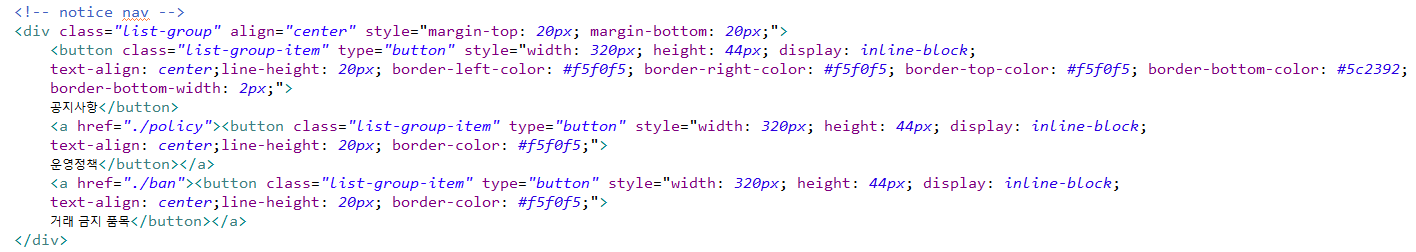 <!-- notice nav -->
<div class="list-group" align="center" style="margin-top: 20px; margin-bottom: 20px;">
<button class="list-group-item" type="button" style="width: 320px; height: 44px; display: inline-block;
text-align: center;line-height: 20px; border-left-color: #f5f0f5; border-right-color: #f5f0f5; border-top-color: #f5f0f5; border-bottom-color: #5c2392;
border-bottom-width: 2px;">
공지사항</button>
<a href="./policy"><button class="list-group-item" type="button" style="width: 320px; height: 44px; display: inline-block;
text-align: center;line-height: 20px; border-color: #f5f0f5;">
운영정책</button></a>
<a href="./ban"><button class="list-group-item" type="button" style="width: 320px; height: 44px; display: inline-block;
text-align: center;line-height: 20px; border-color: #f5f0f5;">
거래 금지 품목</button></a>
</div>